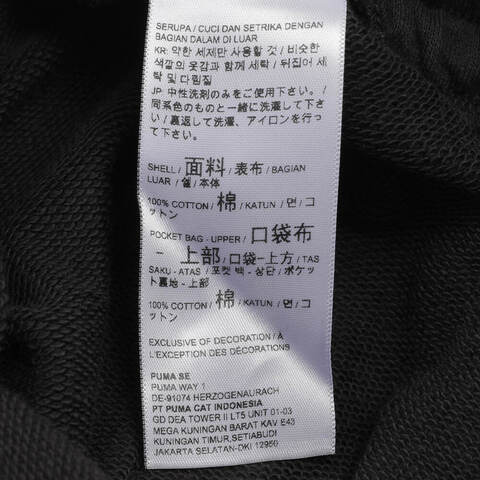 SERUPA / CUCI DAN SETRIKA DENGAN
BAGIAN DALAM DI LUAR
KR: 약한 세제만 사용할 것 / 비슷한
색깔의 옷감과 함께 세탁 / 뒤집어 세
탁 및 다림질
JP: 中性洗剤のみをご使用下さい。/
同系色のものと一緒に洗濯して下さ
い / 裏返して洗濯、アイロンを行っ
て下さい。
SHELL / 面料 / 表布 / BAGIAN
LUAR / 쉘 / 本体
100% COTTON / 棉 / KATUN / 면 / コ
ットン
POCKET BAG - UPPER / 口袋布
- 上部 / 口袋 - 上方 / TAS
SAKU - ATAS / 포켓 백 - 상단 / ポケッ
ト裏地 - 上部
100% COTTON / 棉 / KATUN / 면 / コ
ットン
EXCLUSIVE OF DECORATION / À
L'EXCEPTION DES DÉCORATIONS
PUMA SE
PUMA WAY 1
DE-91074 HERZOGENAURACH
PT PUMA CAT INDONESIA
GD DEA TOWER II LT5 UNIT 01-03
MEGA KUNINGAN BARAT KAV E43
KUNINGAN TIMUR,SETIABUDI
JAKARTA SELATAN-DKI 12950